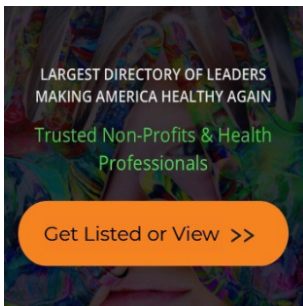 LARGEST DIRECTORY OF LEADERS
MAKING AMERICA HEALTHY AGAIN
Trusted Non-Profits & Health
Professionals
Get Listed or View >>